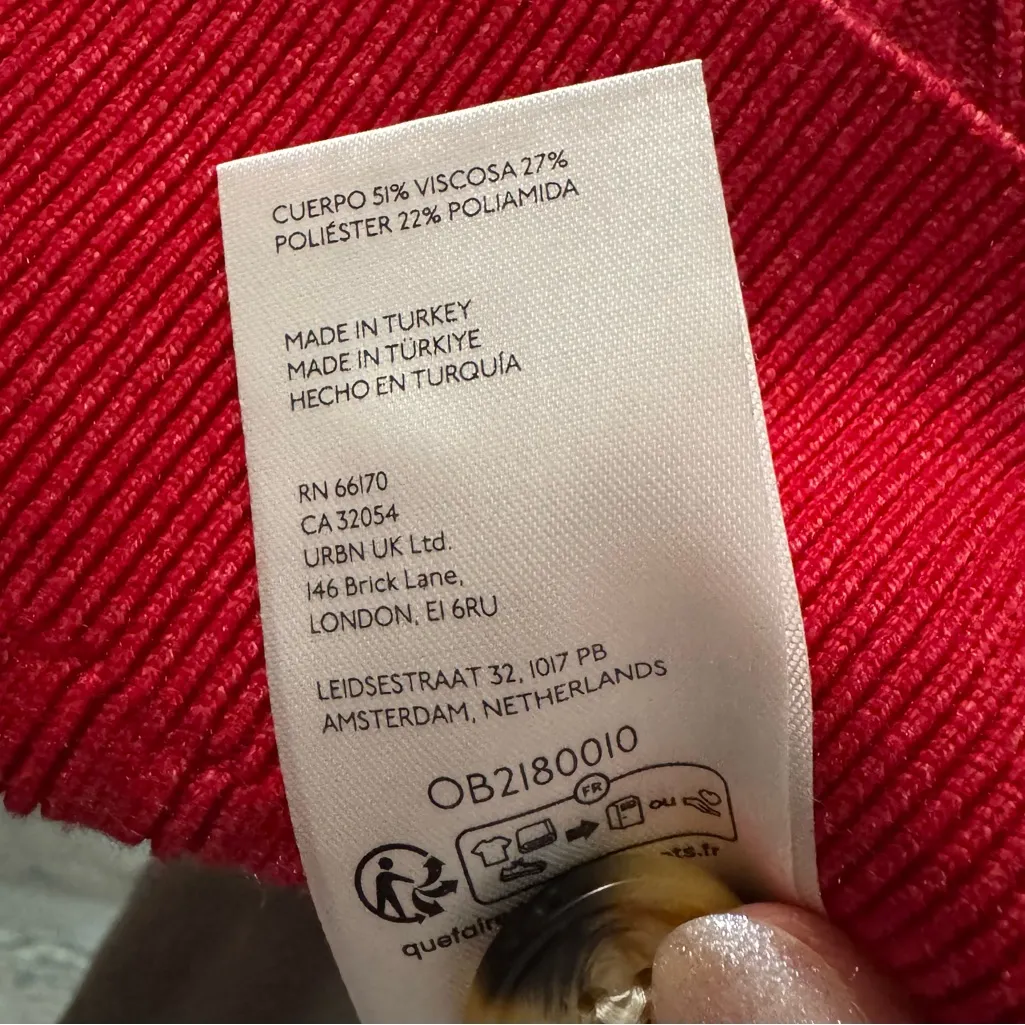 CUERPO 51% VISCOSA 27%
POLIÉSTER 22% POLIAMIDA
MADE IN TURKEY
MADE IN TÜRKIYE
HECHO EN TURQUÍA
RN 66170
CA 32054
URBN UK Ltd.
146 Brick Lane,
LONDON, E1 6RU
LEIDSESTRAAT 32, 1017 PB
AMSTERDAM, NETHERLANDS
OB2180010
FR
ou